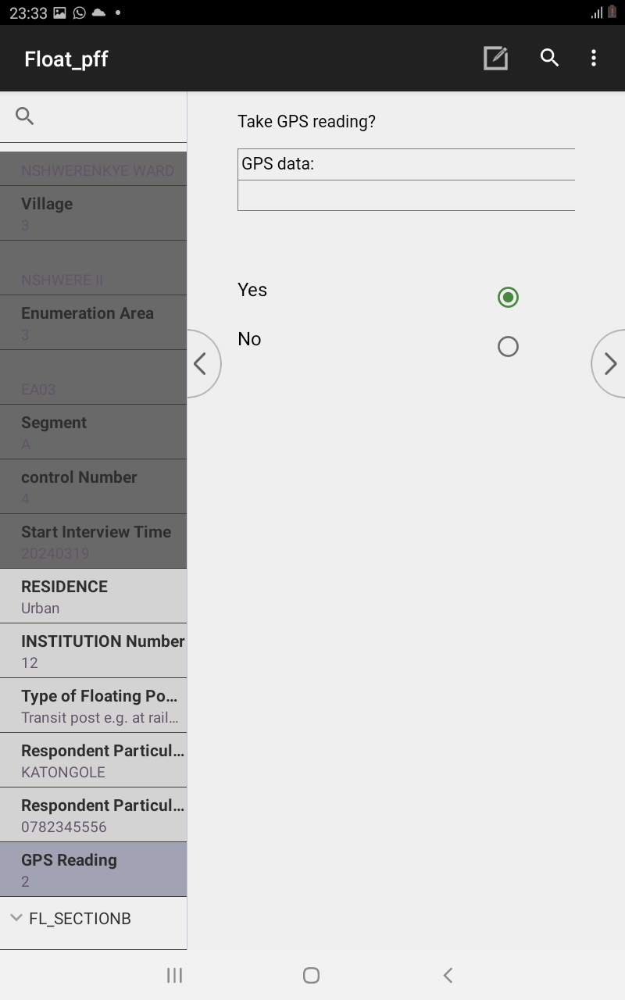 23:33
Float_pff
NSHWERENKYE WARD
Village
3
NSHWERE II
Enumeration Area
3
EA03
Segment
A
control Number
4
Start Interview Time
20240319
RESIDENCE
Urban
INSTITUTION Number
12
Type of Floating Po...
Transit post e.g. at rail...
Respondent Particul...
KATONGOLE
Respondent Particul...
0782345556
GPS Reading
2
FL_SECTIONB
Take GPS reading?
GPS data:
Yes
No